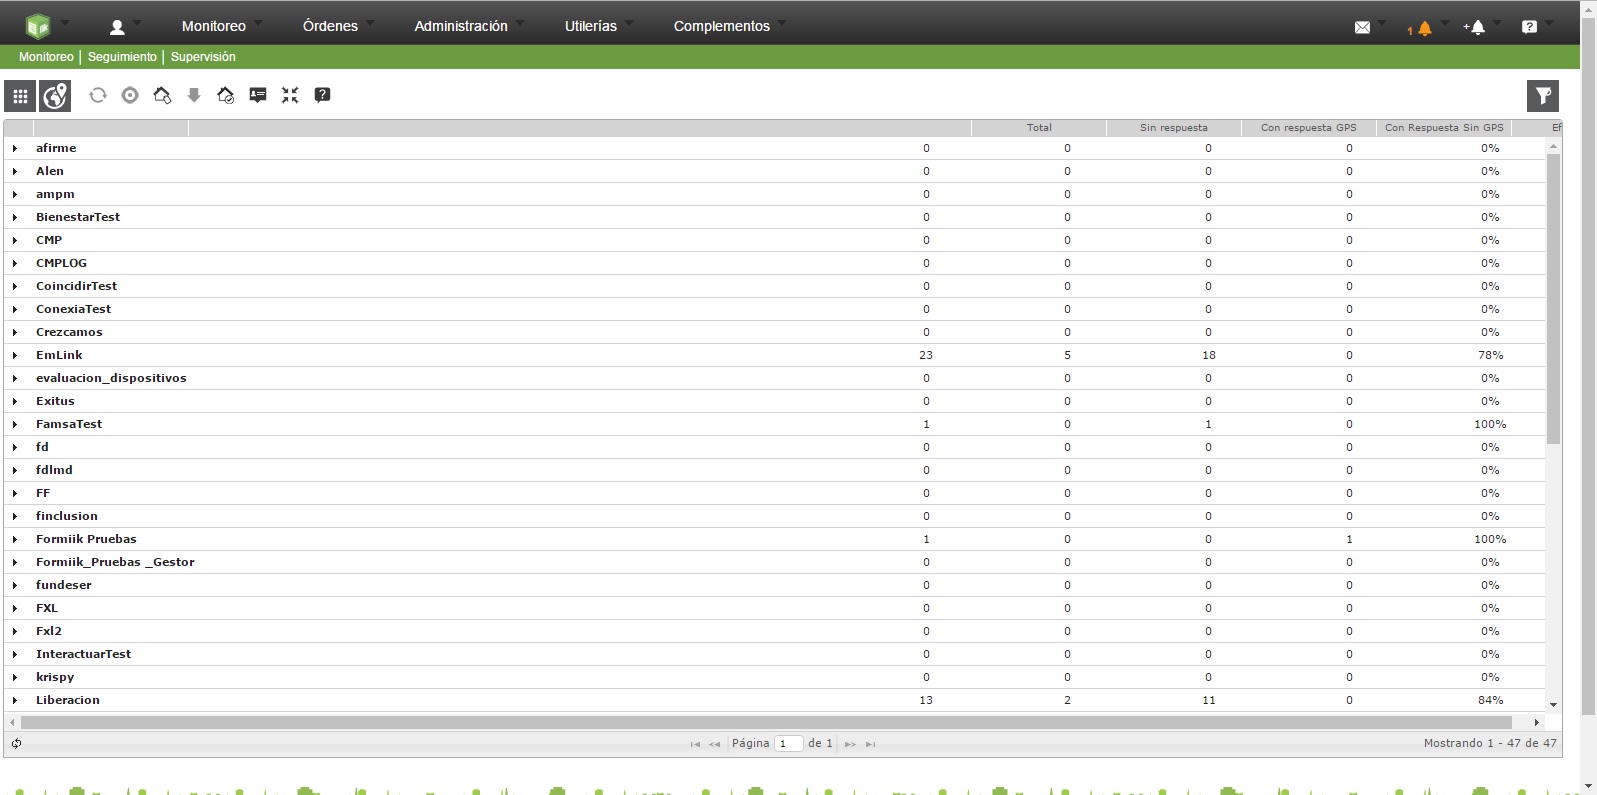 Monitoreo Órdenes Administración Utilerías Complementos 1 + ?
Monitoreo | Seguimiento | Supervisión
?
Total Sin respuesta Con respuesta GPS Con Respuesta Sin GPS Ef
afirme 0 0 0 0 0%
Alen 0 0 0 0 0%
ampm 0 0 0 0 0%
BienestarTest 0 0 0 0 0%
CMP 0 0 0 0 0%
CMPLOG 0 0 0 0 0%
CoincidirTest 0 0 0 0 0%
ConexiaTest 0 0 0 0 0%
Crezcamos 0 0 0 0 0%
EmLink 23 5 18 0 78%
evaluacion_dispositivos 0 0 0 0 0%
Exitus 0 0 0 0 0%
FamsaTest 1 0 1 0 100%
fd 0 0 0 0 0%
fdlmd 0 0 0 0 0%
FF 0 0 0 0 0%
finclusion 0 0 0 0 0%
Formiik Pruebas 1 0 0 1 100%
Formiik_Pruebas _Gestor 0 0 0 0 0%
fundeser 0 0 0 0 0%
FXL 0 0 0 0 0%
Fxl2 0 0 0 0 0%
InteractuarTest 0 0 0 0 0%
krispy 0 0 0 0 0%
Liberacion 13 2 11 0 84%
Página 1 de 1 Mostrando 1 - 47 de 47